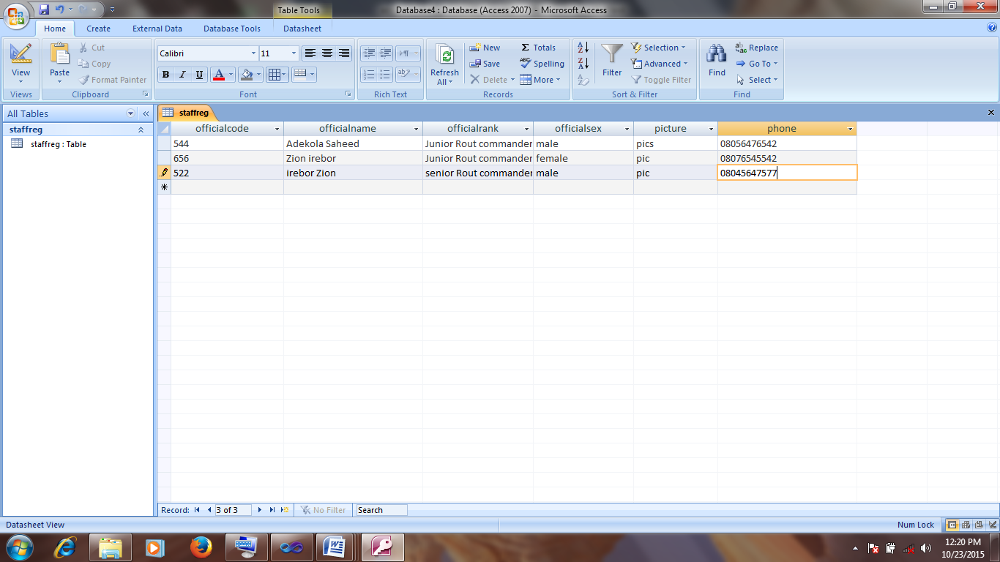 Table Tools Database4 : Database (Access 2007) - Microsoft Access
Home Create External Data Database Tools Datasheet
View
Views
Paste
Cut
Copy
Format Painter
Clipboard
Calibri 11
B I U A
Font
ab
Rich Text
Refresh
All
New
Save
Delete
Σ Totals
ABC Spelling
More
Records
A Z
Z A
A Z
Filter
Selection
Advanced
Toggle Filter
Sort & Filter
Find
Replace
Go To
Select
Find
All Tables
staffreg
staffreg : Table
staffreg
officialcode officialname officialrank officialsex picture phone
544 Adekola Saheed Junior Rout commander male pics 08056476542
656 Zion irebor Junior Rout commander female pic 08076545542
522 irebor Zion senior Rout commander male pic 08045647577
Record: 3 of 3 No Filter Search
Datasheet View Num Lock
12:20 PM
10/23/2015